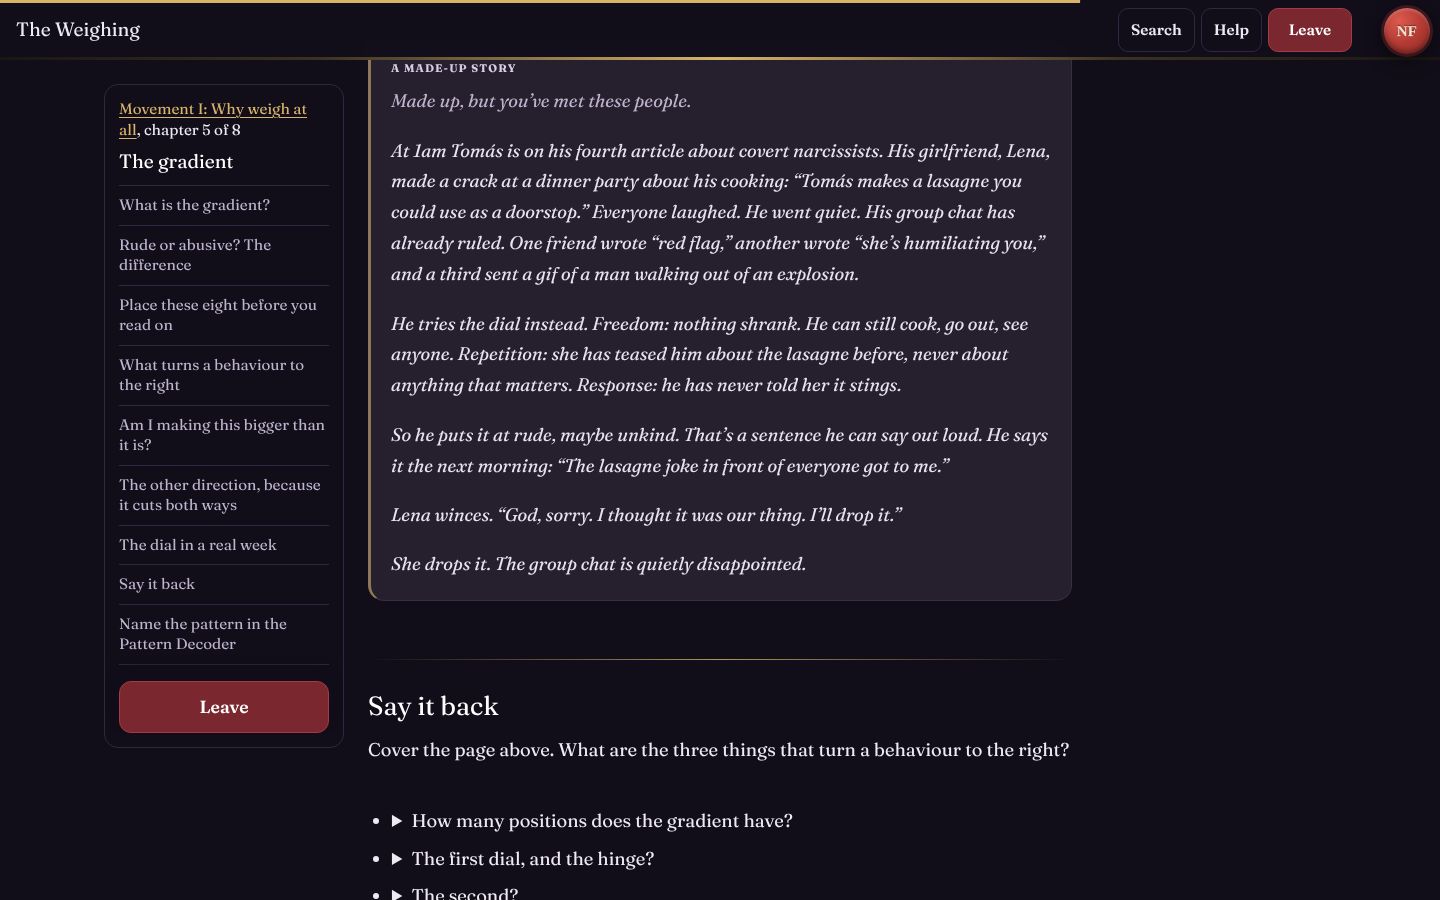 The Weighing
Search
Help
Leave
NF
Movement I: Why weigh at
all, chapter 5 of 8
The gradient
What is the gradient?
Rude or abusive? The
difference
Place these eight before you
read on
What turns a behaviour to
the right
Am I making this bigger than
it is?
The other direction, because
it cuts both ways
The dial in a real week
Say it back
Name the pattern in the
Pattern Decoder
Leave
A MADE-UP STORY
Made up, but you’ve met these people.
At 1am Tomás is on his fourth article about covert narcissists. His girlfriend, Lena,
made a crack at a dinner party about his cooking: “Tomás makes a lasagne you
could use as a doorstop.” Everyone laughed. He went quiet. His group chat has
already ruled. One friend wrote “red flag,” another wrote “she’s humiliating you,”
and a third sent a gif of a man walking out of an explosion.
He tries the dial instead. Freedom: nothing shrank. He can still cook, go out, see
anyone. Repetition: she has teased him about the lasagne before, never about
anything that matters. Response: he has never told her it stings.
So he puts it at rude, maybe unkind. That’s a sentence he can say out loud. He says
it the next morning: “The lasagne joke in front of everyone got to me.”
Lena winces. “God, sorry. I thought it was our thing. I’ll drop it.”
She drops it. The group chat is quietly disappointed.
Say it back
Cover the page above. What are the three things that turn a behaviour to the right?
How many positions does the gradient have?
The first dial, and the hinge?
The second?